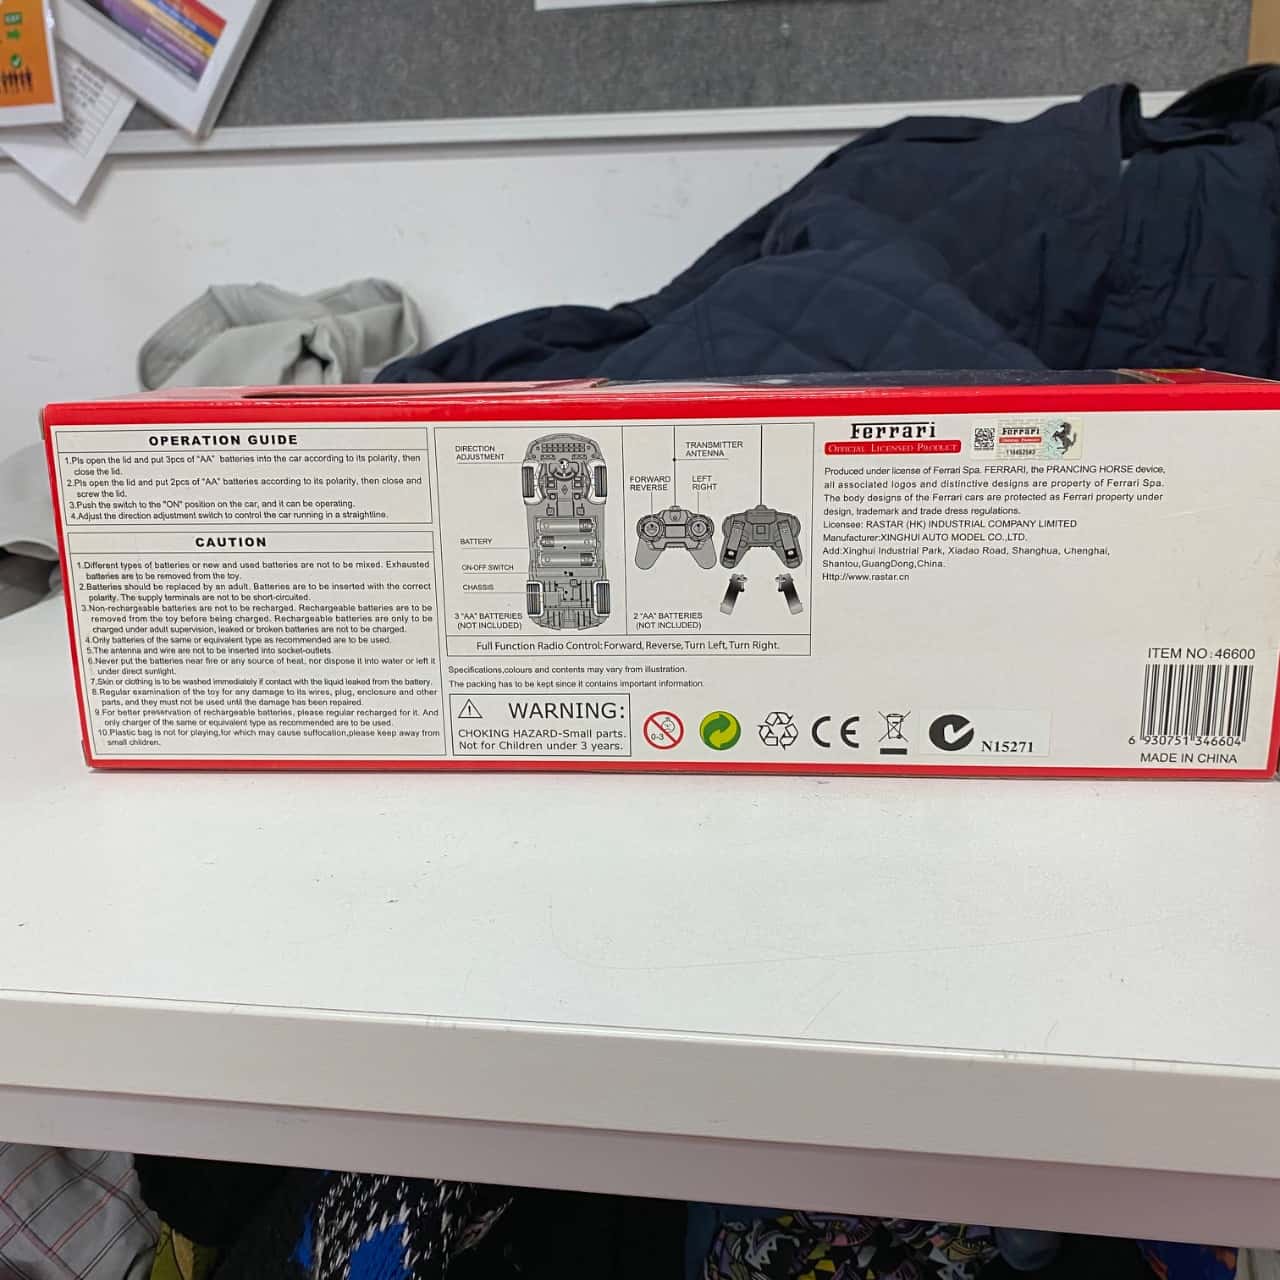 OPERATION GUIDE
1.Pls open the lid and put 3pcs of "AA" batteries into the car according to its polarity, then
close the lid.
2.Pls open the lid and put 2pcs of "AA" batteries according to its polarity, then close and
screw the lid.
3.Push the switch to the "ON" position on the car, and it can be operating.
4.Adjust the direction adjustment switch to control the car running in a straightline.
CAUTION
1.Different types of batteries or new and used batteries are not to be mixed. Exhausted
batteries are to be removed from the toy.
2.Batteries should be replaced by an adult. Batteries are to be inserted with the correct
polarity. The supply terminals are not to be short-circuited.
3.Non-rechargeable batteries are not to be recharged. Rechargeable batteries are to be
removed from the toy before being charged. Rechargeable batteries are only to be
charged under adult supervision, leaked or broken batteries are not to be charged.
4.Only batteries of the same or equivalent type as recommended are to be used.
5.The antenna and wire are not to be inserted into socket-outlets.
6.Never put the batteries near fire or any source of heat, nor dispose it into water or left it
under direct sunlight.
7.Skin or clothing is to be washed immediately if contact with the liquid leaked from the battery.
8.Regular examination of the toy for any damage to its wires, plug, enclosure and other
parts, and they must not be used until the damage has been repaired.
9.For better preservation of rechargeable batteries, please regular recharged for it. And
only charger of the same or equivalent type as recommended are to be used.
10.Plastic bag is not for playing,for which may cause suffocation,please keep away from
small children.
DIRECTION
ADJUSTMENT
BATTERY
ON-OFF SWITCH
CHASSIS
3 "AA" BATTERIES
(NOT INCLUDED)
TRANSMITTER
ANTENNA
FORWARD
REVERSE
LEFT
RIGHT
2 "AA" BATTERIES
(NOT INCLUDED)
Full Function Radio Control: Forward, Reverse, Turn Left, Turn Right.
Specifications,colours and contents may vary from illustration.
The packing has to be kept since it contains important information.
WARNING:
CHOKING HAZARD-Small parts.
Not for Children under 3 years.
0-3
CE
N15271
Ferrari
OFFICIAL LICENSED PRODUCT
Ferrari
Produced under license of Ferrari Spa. FERRARI, the PRANCING HORSE device,
all associated logos and distinctive designs are property of Ferrari Spa.
The body designs of the Ferrari cars are protected as Ferrari property under
design, trademark and trade dress regulations.
Licensee: RASTAR (HK) INDUSTRIAL COMPANY LIMITED
Manufacturer:XINGHUI AUTO MODEL CO.,LTD.
Add:Xinghui Industrial Park, Xiadao Road, Shanghua, Chenghai,
Shantou,GuangDong,China.
Http://www.rastar.cn
ITEM NO.:46600
6 930751 346604
MADE IN CHINA